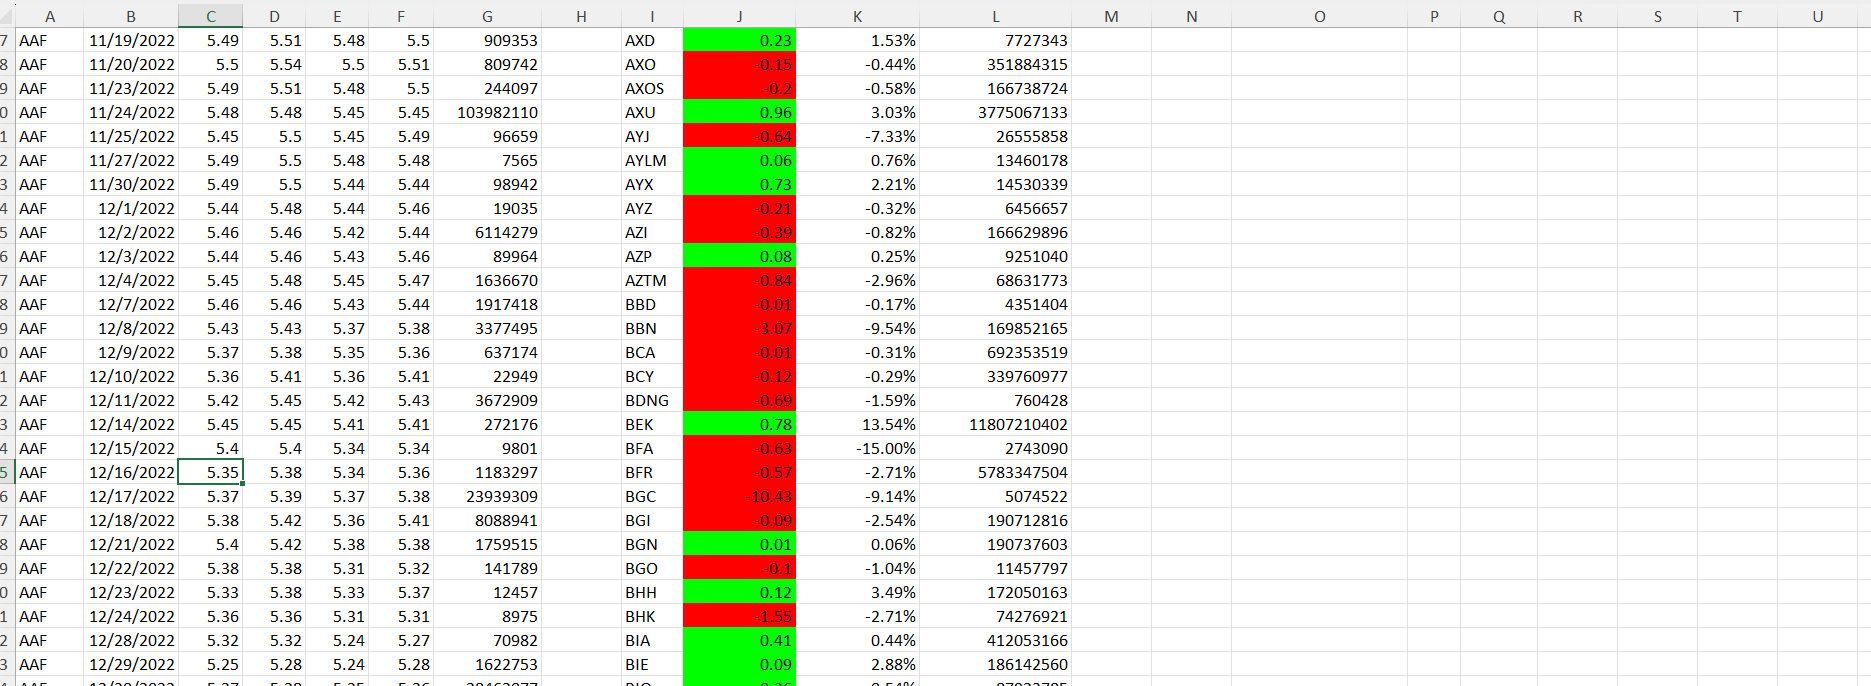 A B C D E F G H I J K L M N O P Q R S T U
7 AAF 11/19/2022 5.49 5.51 5.48 5.5 909353 AXD 0.23 1.53% 7727343
8 AAF 11/20/2022 5.5 5.54 5.5 5.51 809742 AXO -0.15 -0.44% 351884315
9 AAF 11/23/2022 5.49 5.51 5.48 5.5 244097 AXOS -0.2 -0.58% 166738724
0 AAF 11/24/2022 5.48 5.48 5.45 5.45 103982110 AXU 0.96 3.03% 3775067133
1 AAF 11/25/2022 5.45 5.5 5.45 5.49 96659 AYJ -0.64 -7.33% 26555858
2 AAF 11/27/2022 5.49 5.5 5.48 5.48 7565 AYLM 0.06 0.76% 13460178
3 AAF 11/30/2022 5.49 5.5 5.44 5.44 98942 AYX 0.73 2.21% 14530339
4 AAF 12/1/2022 5.44 5.48 5.44 5.46 19035 AYZ -0.21 -0.32% 6456657
5 AAF 12/2/2022 5.46 5.46 5.42 5.44 6114279 AZI -0.39 -0.82% 166629896
6 AAF 12/3/2022 5.44 5.46 5.43 5.46 89964 AZP 0.08 0.25% 9251040
7 AAF 12/4/2022 5.45 5.48 5.45 5.47 1636670 AZTM -0.84 -2.96% 68631773
8 AAF 12/7/2022 5.46 5.46 5.43 5.44 1917418 BBD -0.01 -0.17% 4351404
9 AAF 12/8/2022 5.43 5.43 5.37 5.38 3377495 BBN -3.07 -9.54% 169852165
0 AAF 12/9/2022 5.37 5.38 5.35 5.36 637174 BCA -0.01 -0.31% 692353519
1 AAF 12/10/2022 5.36 5.41 5.36 5.41 22949 BCY -0.12 -0.29% 339760977
2 AAF 12/11/2022 5.42 5.45 5.42 5.43 3672909 BDNG -0.69 -1.59% 760428
3 AAF 12/14/2022 5.45 5.45 5.41 5.41 272176 BEK 0.78 13.54% 11807210402
4 AAF 12/15/2022 5.4 5.4 5.34 5.34 9801 BFA -0.63 -15.00% 2743090
5 AAF 12/16/2022 5.35 5.38 5.34 5.36 1183297 BFR -0.57 -2.71% 5783347504
6 AAF 12/17/2022 5.37 5.39 5.37 5.38 23939309 BGC -10.43 -9.14% 5074522
7 AAF 12/18/2022 5.38 5.42 5.36 5.41 8088941 BGI -0.09 -2.54% 190712816
8 AAF 12/21/2022 5.4 5.42 5.38 5.38 1759515 BGN 0.01 0.06% 190737603
9 AAF 12/22/2022 5.38 5.38 5.31 5.32 141789 BGO -0.1 -1.04% 11457797
0 AAF 12/23/2022 5.33 5.38 5.33 5.37 12457 BHH 0.12 3.49% 172050163
1 AAF 12/24/2022 5.36 5.36 5.31 5.31 8975 BHK -1.55 -2.71% 74276921
2 AAF 12/28/2022 5.32 5.32 5.24 5.27 70982 BIA 0.41 0.44% 412053166
3 AAF 12/29/2022 5.25 5.28 5.24 5.28 1622753 BIE 0.09 2.88% 186142560